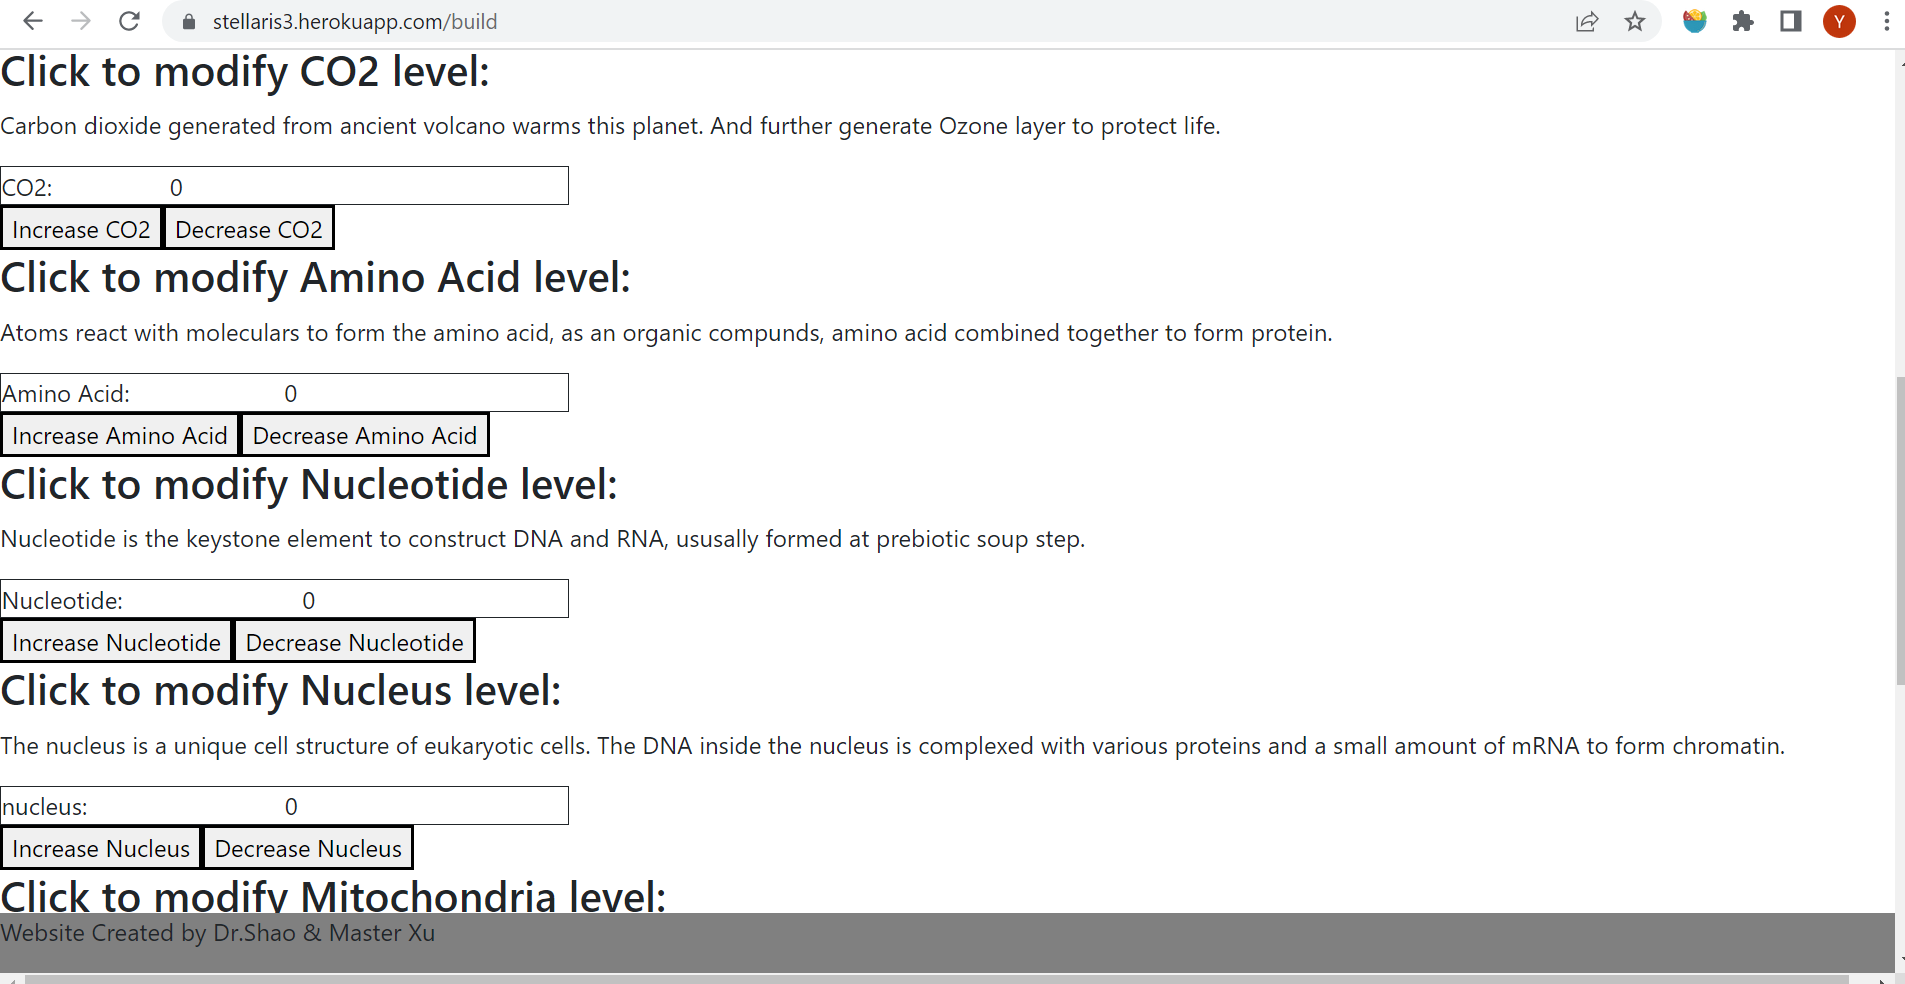 stellaris3.herokuapp.com/build
Y
Click to modify CO2 level:
Carbon dioxide generated from ancient volcano warms this planet. And further generate Ozone layer to protect life.
CO2: 0
Increase CO2 Decrease CO2
Click to modify Amino Acid level:
Atoms react with moleculars to form the amino acid, as an organic compunds, amino acid combined together to form protein.
Amino Acid: 0
Increase Amino Acid Decrease Amino Acid
Click to modify Nucleotide level:
Nucleotide is the keystone element to construct DNA and RNA, ususally formed at prebiotic soup step.
Nucleotide: 0
Increase Nucleotide Decrease Nucleotide
Click to modify Nucleus level:
The nucleus is a unique cell structure of eukaryotic cells. The DNA inside the nucleus is complexed with various proteins and a small amount of mRNA to form chromatin.
nucleus: 0
Increase Nucleus Decrease Nucleus
Click to modify Mitochondria level:
Website Created by Dr.Shao & Master Xu